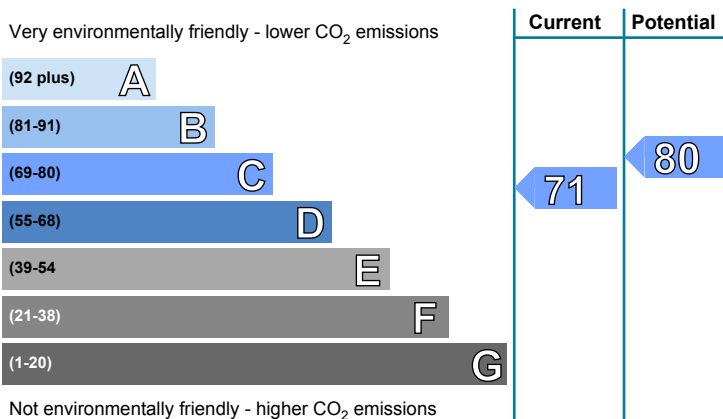 Very environmentally friendly - lower CO2 emissions
Current
Potential
(92 plus) A
(81-91) B
(69-80) C
(55-68) D
(39-54 E
(21-38) F
(1-20) G
71
80
Not environmentally friendly - higher CO2 emissions